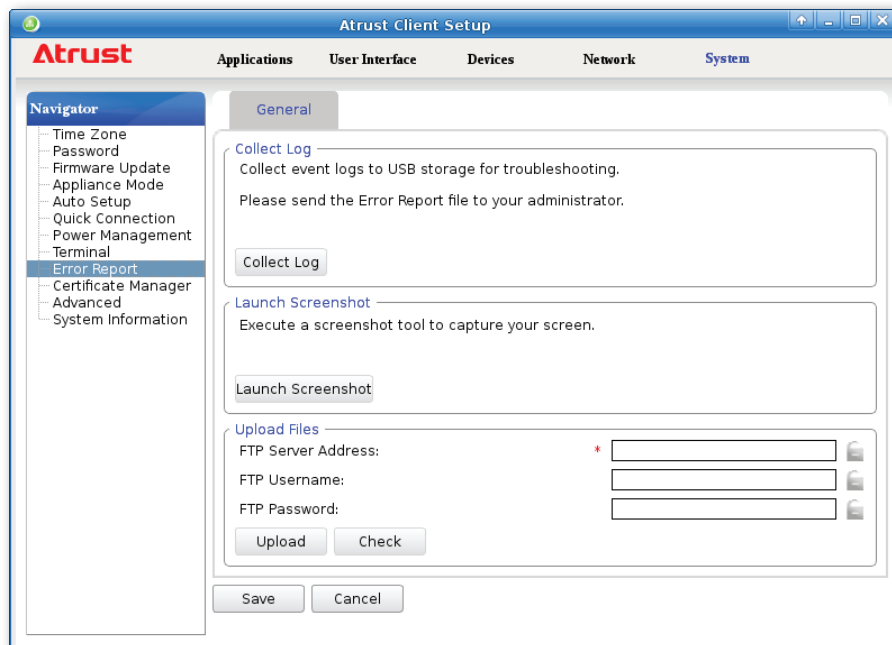 Atrust Client Setup
Atrust
Applications User Interface Devices Network System
Navigator
Time Zone
Password
Firmware Update
Appliance Mode
Auto Setup
Quick Connection
Power Management
Terminal
Error Report
Certificate Manager
Advanced
System Information
General
Collect Log
Collect event logs to USB storage for troubleshooting.
Please send the Error Report file to your administrator.
Collect Log
Launch Screenshot
Execute a screenshot tool to capture your screen.
Launch Screenshot
Upload Files
FTP Server Address: *
FTP Username:
FTP Password:
Upload Check
Save Cancel